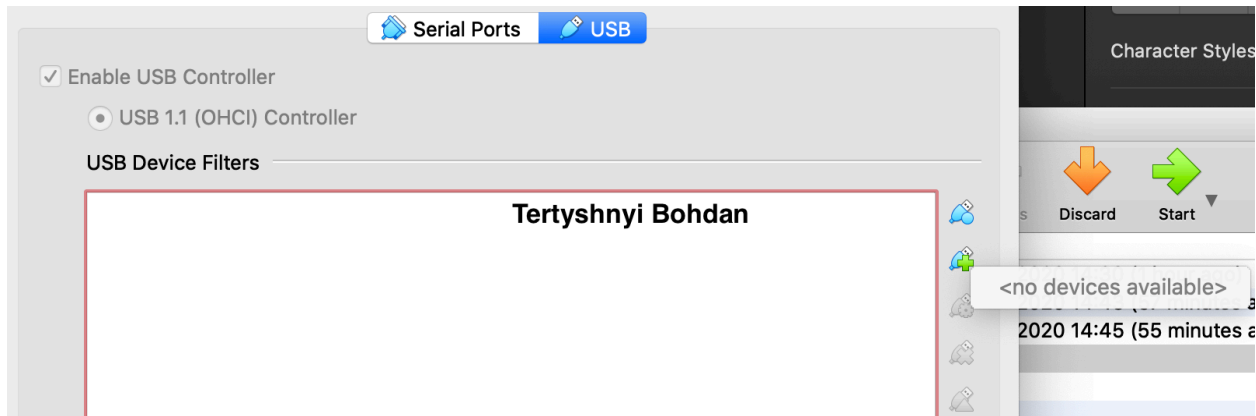 Serial Ports
USB
Enable USB Controller
USB 1.1 (OHCI) Controller
USB Device Filters
Tertyshnyi Bohdan
Character Styles
Discard
Start
<no devices available>
2020 14:45 (55 minutes a